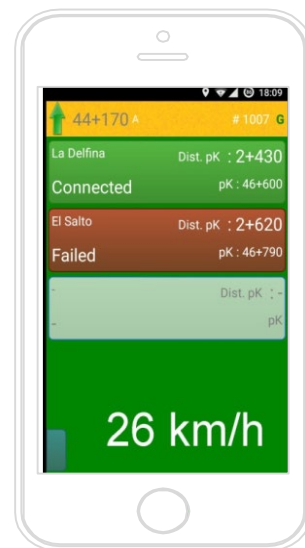 18:09
44+170 A # 1007 G
La Delfina Dist. pK : 2+430
Connected pK : 46+600
El Salto Dist. pK : 2+620
Failed pK : 46+790
- Dist. pK : -
- pK
26 km/h